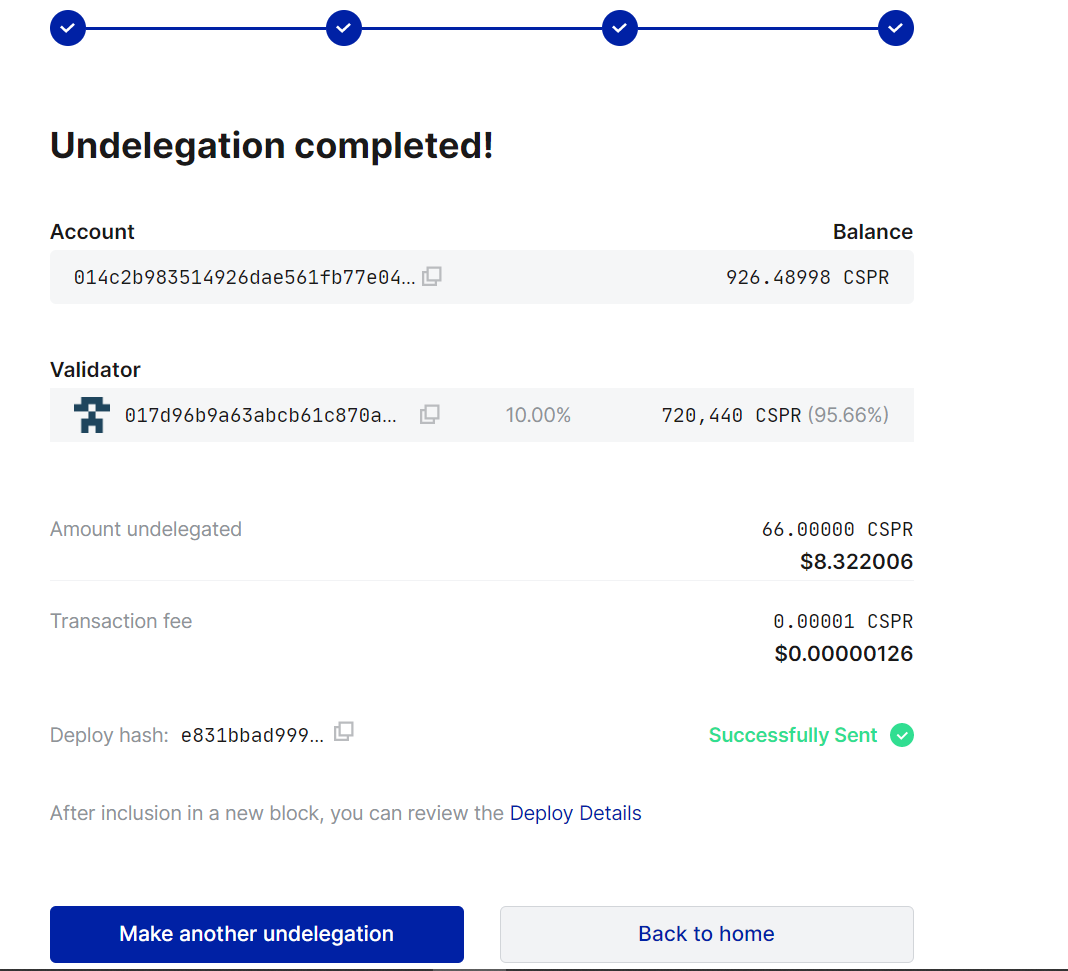 Undelegation completed!
Account Balance
014c2b983514926dae561fb77e04... 926.48998 CSPR
Validator
017d96b9a63abcb61c870a... 10.00% 720,440 CSPR (95.66%)
Amount undelegated 66.00000 CSPR
$8.322006
Transaction fee 0.00001 CSPR
$0.00000126
Deploy hash: e831bbad999... Successfully Sent
After inclusion in a new block, you can review the Deploy Details
Make another undelegation Back to home